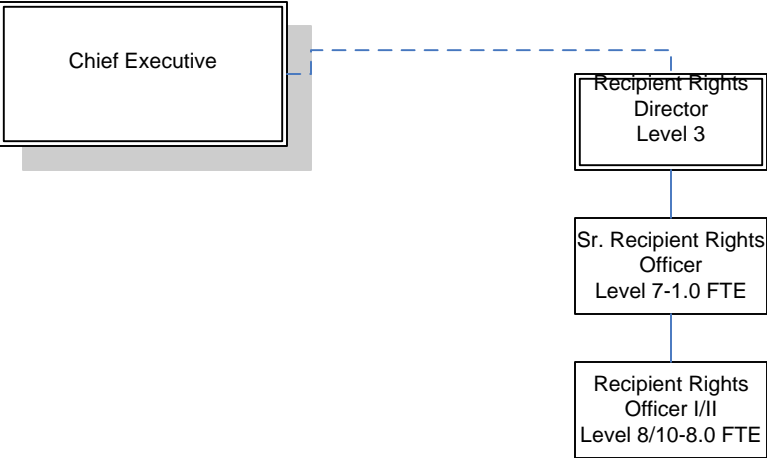 Chief Executive
Recipient Rights
Director
Level 3
Sr. Recipient Rights
Officer
Level 7-1.0 FTE
Recipient Rights
Officer I/II
Level 8/10-8.0 FTE